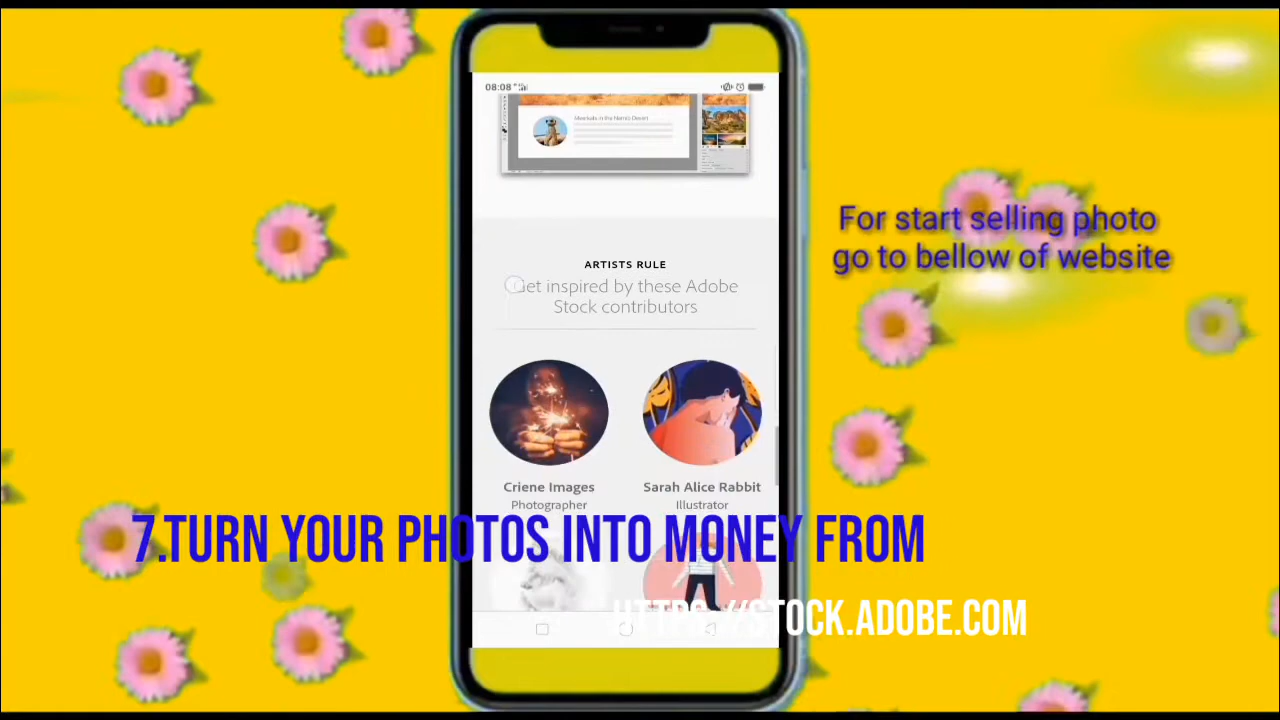 08:08
Meerkats in the Namib Desert
ARTISTS RULE
Get inspired by these Adobe
Stock contributors
Criene Images
Photographer
Sarah Alice Rabbit
Illustrator
For start selling photo
go to bellow of website
7.TURN YOUR PHOTOS INTO MONEY FROM
HTTPS://STOCK.ADOBE.COM